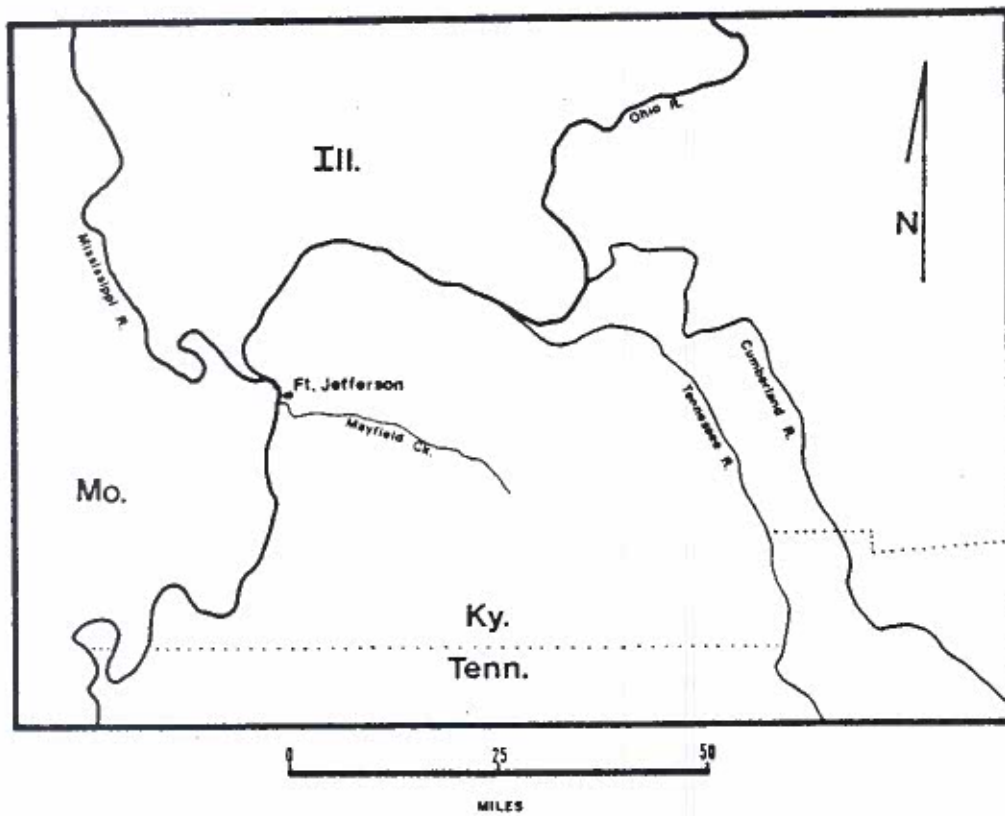 Ohio R.
Ill.
N
Mississippi R.
Cumberland R.
Ft. Jefferson
Tennessee R.
Mayfield Ck.
Mo.
Ky.
Tenn.
0 25 50
MILES